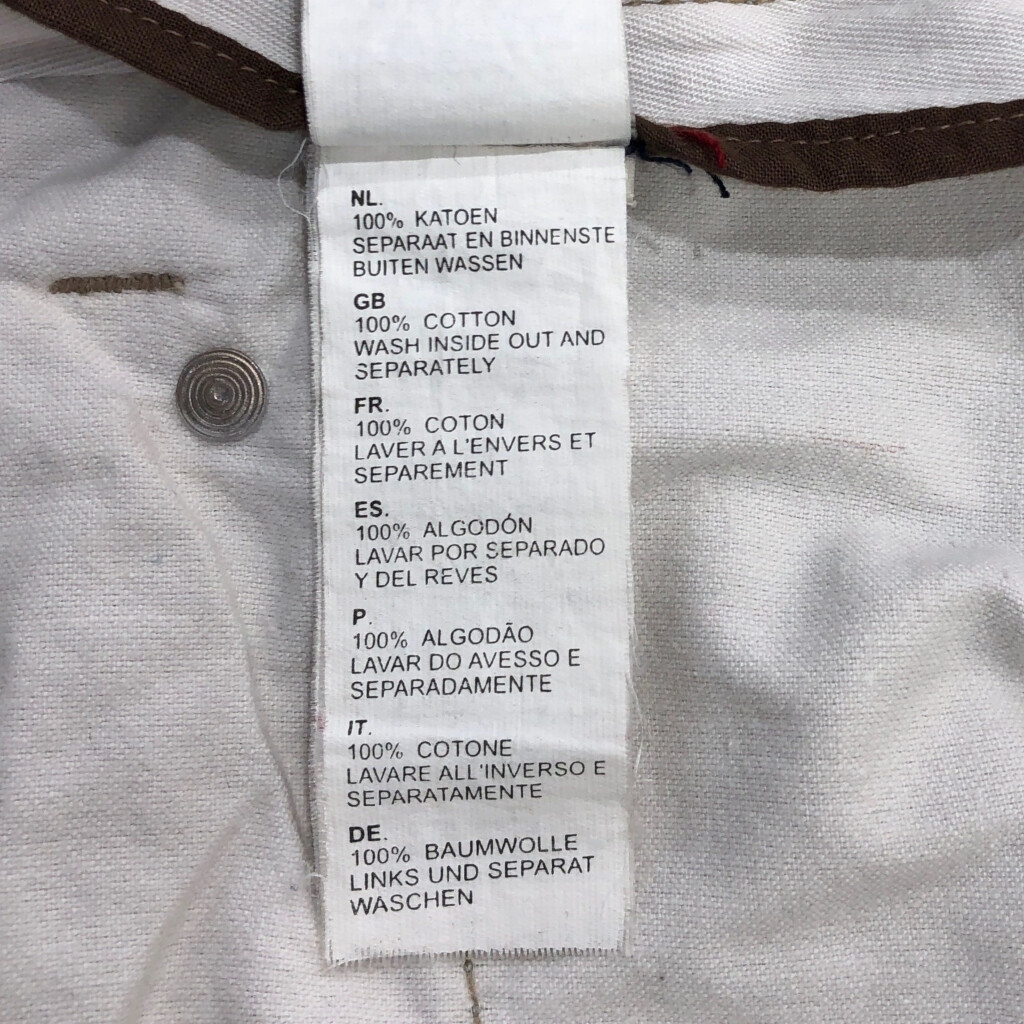 NL.
100% KATOEN
SEPARAAT EN BINNENSTE
BUITEN WASSEN
GB
100% COTTON
WASH INSIDE OUT AND
SEPARATELY
FR.
100% COTON
LAVER A L'ENVERS ET
SEPAREMENT
ES.
100% ALGODÓN
LAVAR POR SEPARADO
Y DEL REVES
P.
100% ALGODÃO
LAVAR DO AVESSO E
SEPARADAMENTE
IT.
100% COTONE
LAVARE ALL'INVERSO E
SEPARATAMENTE
DE.
100% BAUMWOLLE
LINKS UND SEPARAT
WASCHEN